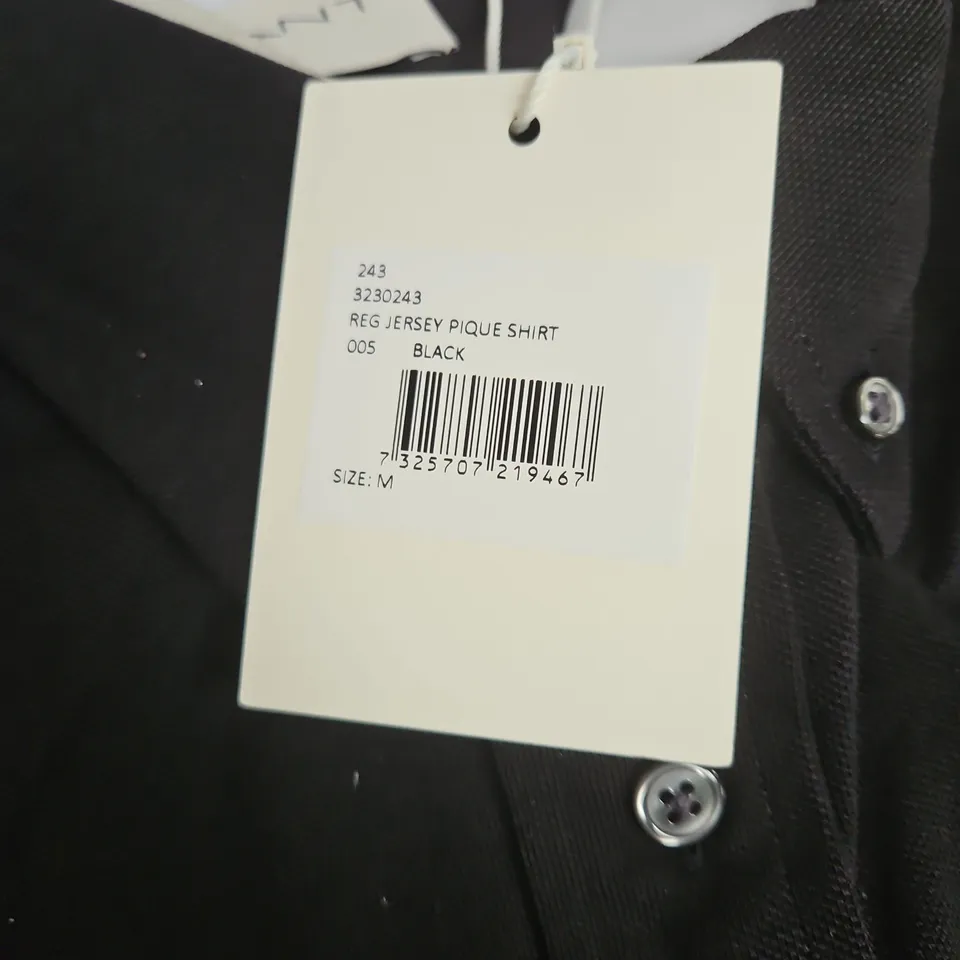 243
3230243
REG JERSEY PIQUE SHIRT
005 BLACK
7 325707 219467
SIZE: M